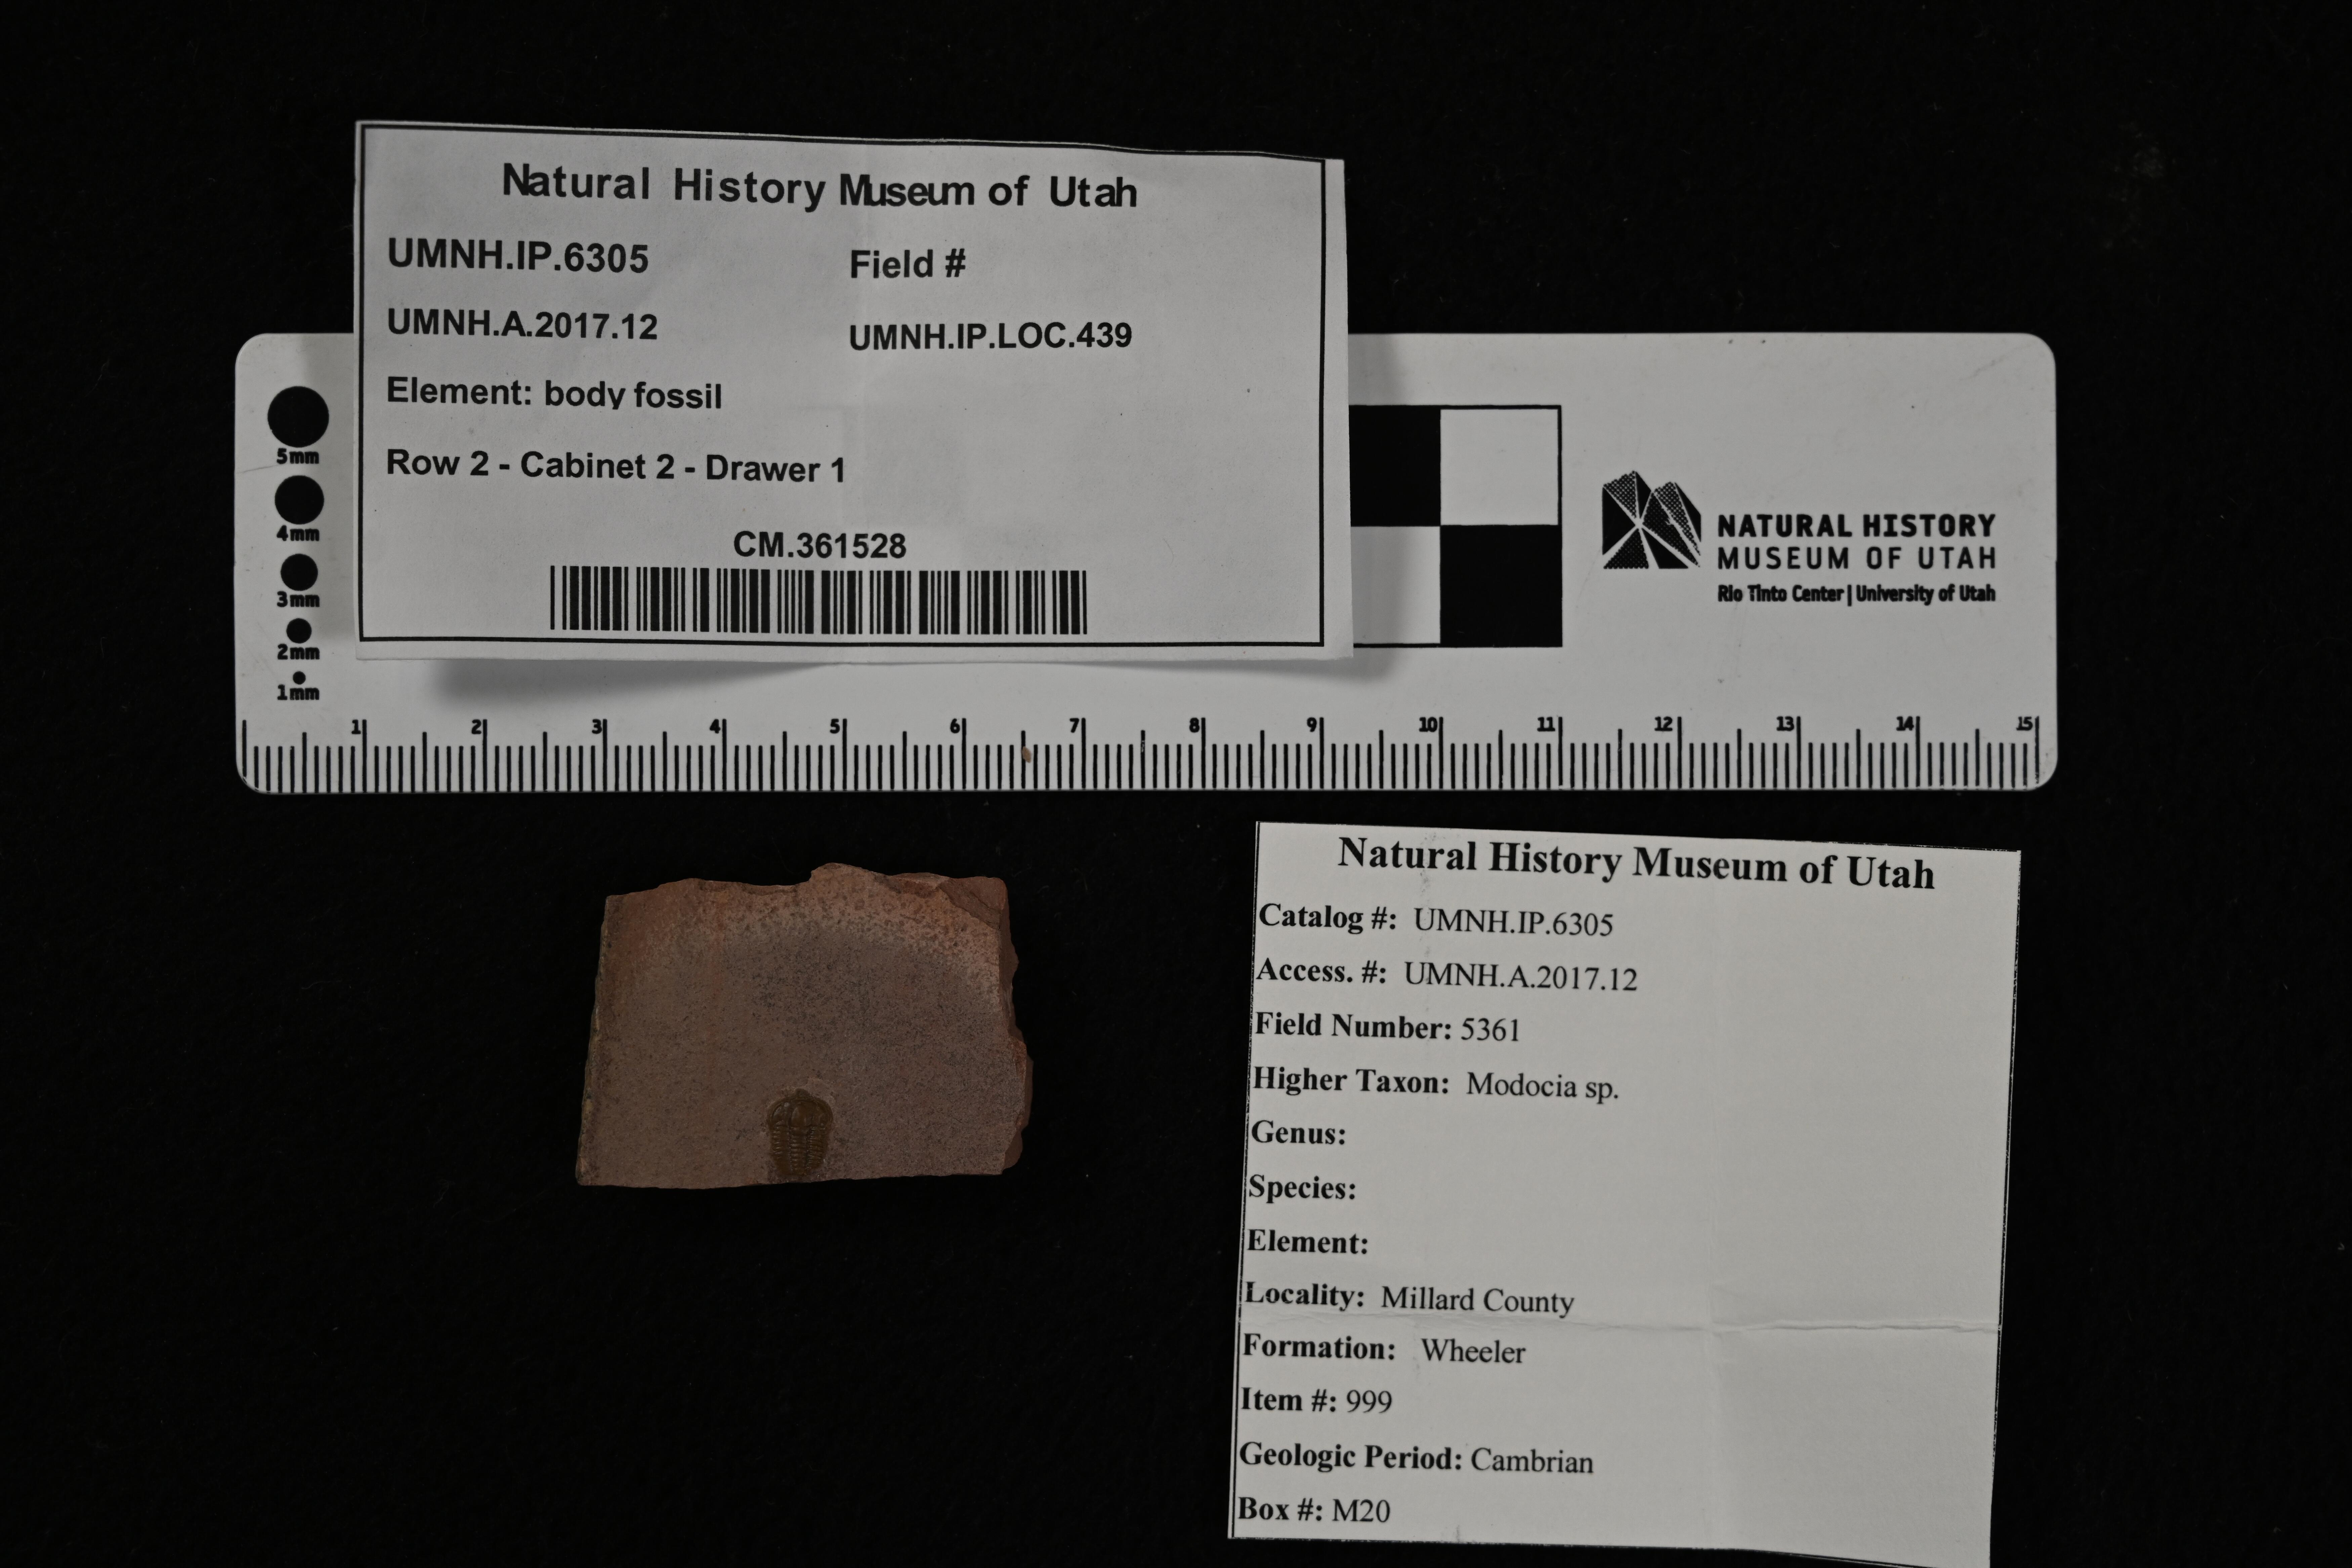 Natural History Museum of Utah
UMNH.IP.6305 Field #
UMNH.A.2017.12 UMNH.IP.LOC.439
Element: body fossil
Row 2 - Cabinet 2 - Drawer 1
CM.361528
5mm
4mm
3mm
2mm
1mm
NATURAL HISTORY
MUSEUM OF UTAH
Rio Tinto Center | University of Utah
1 2 3 4 5 6 7 8 9 10 11 12 13 14 15
Natural History Museum of Utah
Catalog #: UMNH.IP.6305
Access. #: UMNH.A.2017.12
Field Number: 5361
Higher Taxon: Modocia sp.
Genus:
Species:
Element:
Locality: Millard County
Formation: Wheeler
Item #: 999
Geologic Period: Cambrian
Box #: M20